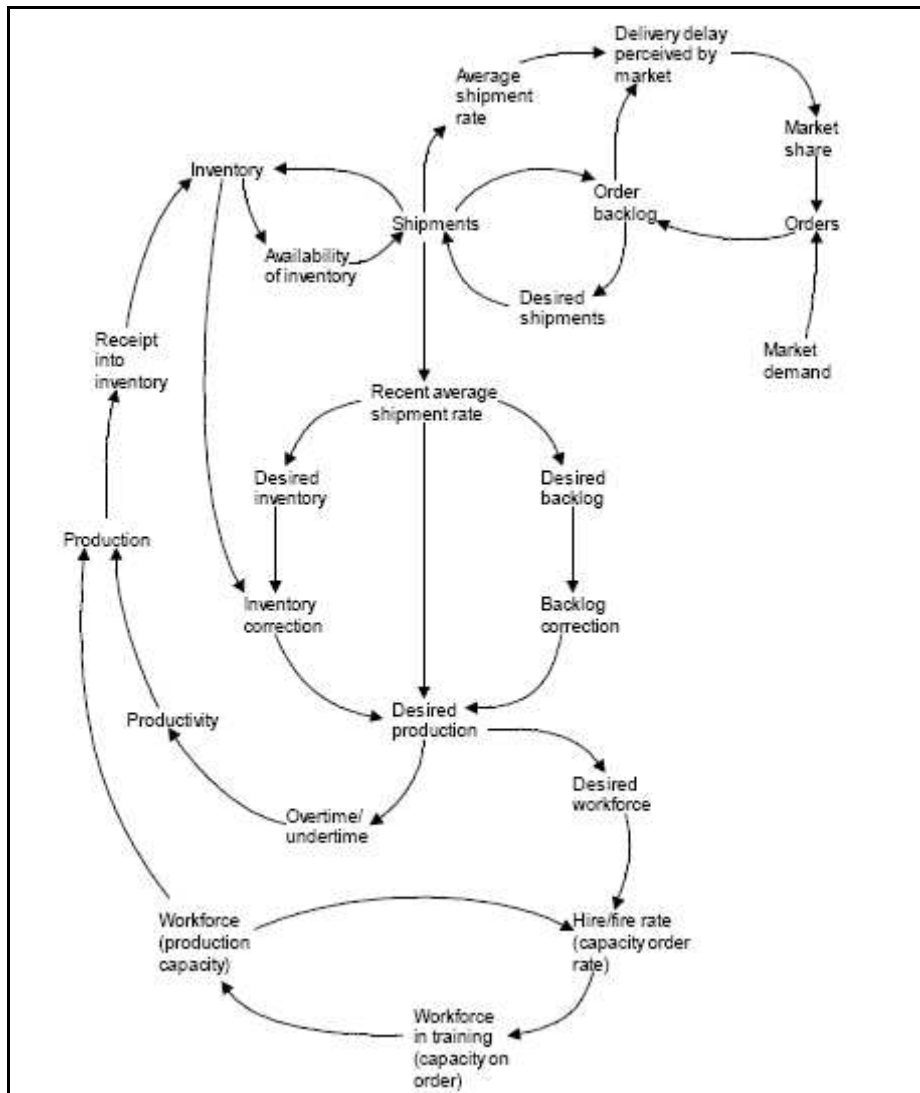 Delivery delay
perceived by
market
Average
shipment
rate
Market
share
Inventory
Order
backlog
Shipments
Orders
Availability
of inventory
Desired
shipments
Receipt
into
inventory
Market
demand
Recent average
shipment rate
Desired
inventory
Desired
backlog
Production
Inventory
correction
Backlog
correction
Desired
production
Productivity
Desired
workforce
Overtime/
undertime
Workforce
(production
capacity)
Hire/fire rate
(capacity order
rate)
Workforce
in training
(capacity on
order)